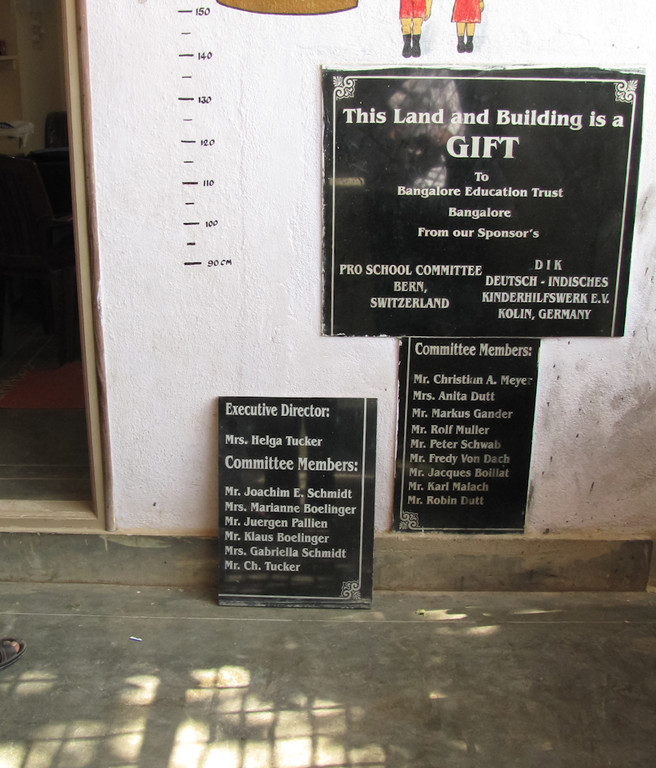 150
140
130
120
110
100
90 CM
This Land and Building is a
GIFT
To
Bangalore Education Trust
Bangalore
From our Sponsor's
PRO SCHOOL COMMITTEE
BERN,
SWITZERLAND
D I K
DEUTSCH - INDISCHES
KINDERHILFSWERK E.V.
KOLIN, GERMANY
Committee Members:
Mr. Christian A. Meyer
Mrs. Anita Dutt
Mr. Markus Gander
Mr. Rolf Muller
Mr. Peter Schwab
Mr. Fredy Von Dach
Mr. Jacques Boillat
Mr. Karl Malach
Mr. Robin Dutt
Executive Director:
Mrs. Helga Tucker
Committee Members:
Mr. Joachim E. Schmidt
Mrs. Marianne Boelinger
Mr. Juergen Pallien
Mr. Klaus Boelinger
Mrs. Gabriella Schmidt
Mr. Ch. Tucker